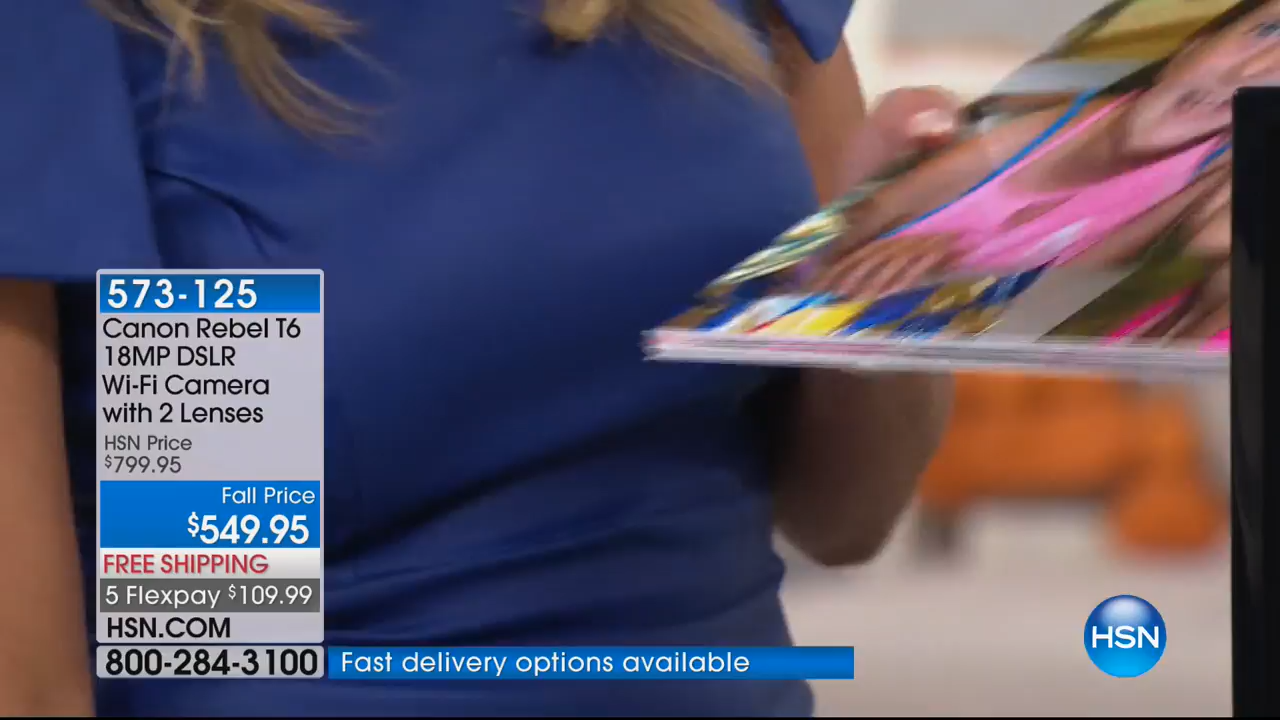 573-125
Canon Rebel T6
18MP DSLR
Wi-Fi Camera
with 2 Lenses
HSN Price
$799.95
Fall Price
$549.95
FREE SHIPPING
5 Flexpay $109.99
HSN.COM
800-284-3100
Fast delivery options available
HSN